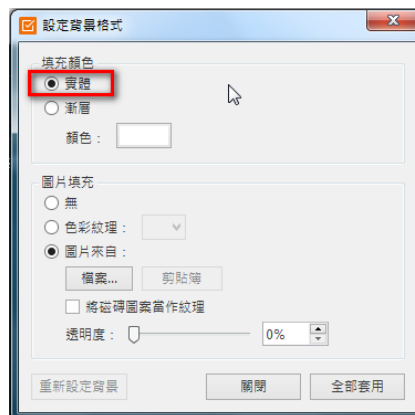 設定背景格式
填充顏色
實體
漸層
顏色：
圖片填充
無
色彩紋理：
圖片來自：
檔案... 剪貼簿
將磁磚圖案當作紋理
透明度： 0%
重新設定背景 關閉 全部套用